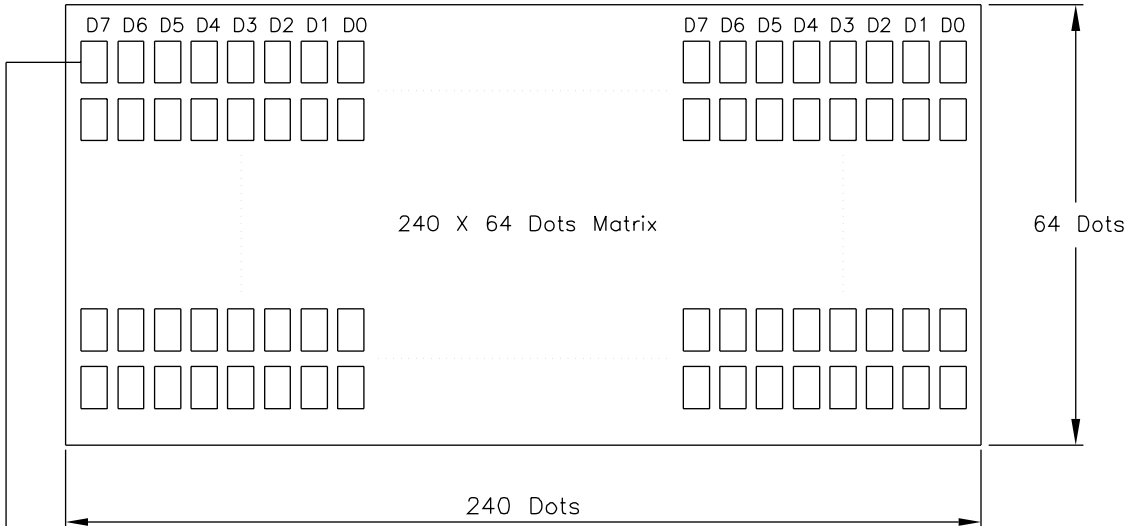 D7 D6 D5 D4 D3 D2 D1 D0 D7 D6 D5 D4 D3 D2 D1 D0
240 X 64 Dots Matrix
64 Dots
240 Dots